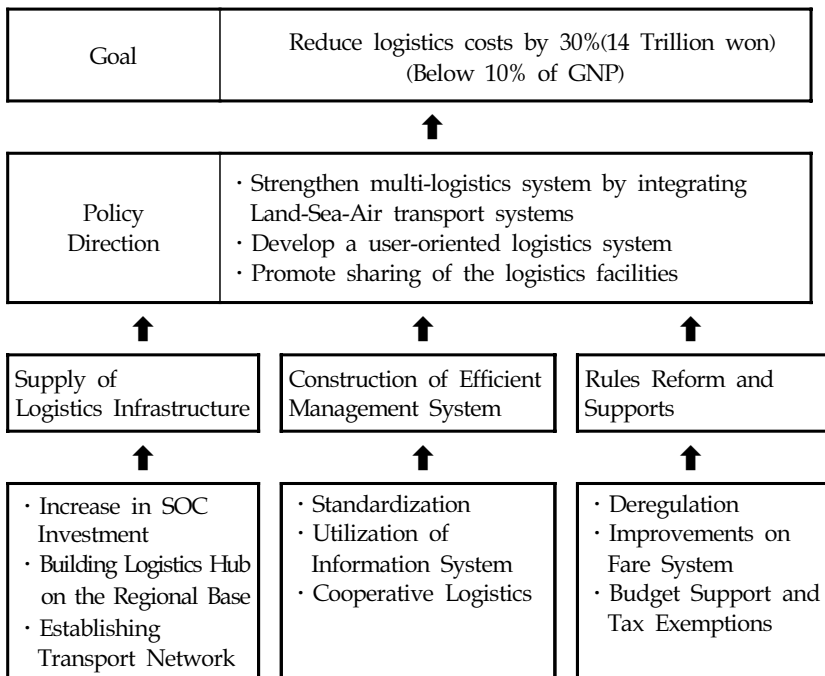 Goal
Reduce logistics costs by 30%(14 Trillion won)
(Below 10% of GNP)
Policy
Direction
· Strengthen multi-logistics system by integrating
Land-Sea-Air transport systems
· Develop a user-oriented logistics system
· Promote sharing of the logistics facilities
Supply of
Logistics Infrastructure
Construction of Efficient
Management System
Rules Reform and
Supports
· Increase in SOC
Investment
· Building Logistics Hub
on the Regional Base
· Establishing
Transport Network
· Standardization
· Utilization of
Information System
· Cooperative Logistics
· Deregulation
· Improvements on
Fare System
· Budget Support and
Tax Exemptions